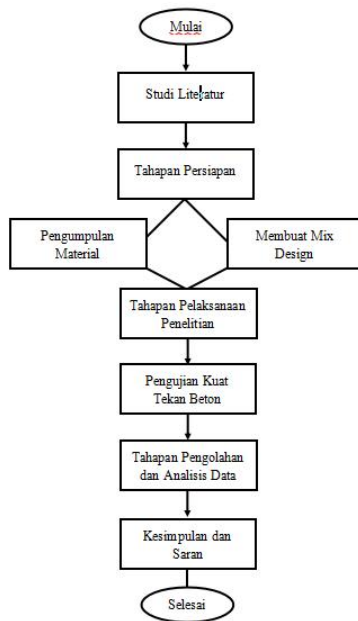 Mulai
Studi Literatur
Tahapan Persiapan
Pengumpulan
Material
Membuat Mix
Design
Tahapan Pelaksanaan
Penelitian
Pengujian Kuat
Tekan Beton
Tahapan Pengolahan
dan Analisis Data
Kesimpulan dan
Saran
Selesai